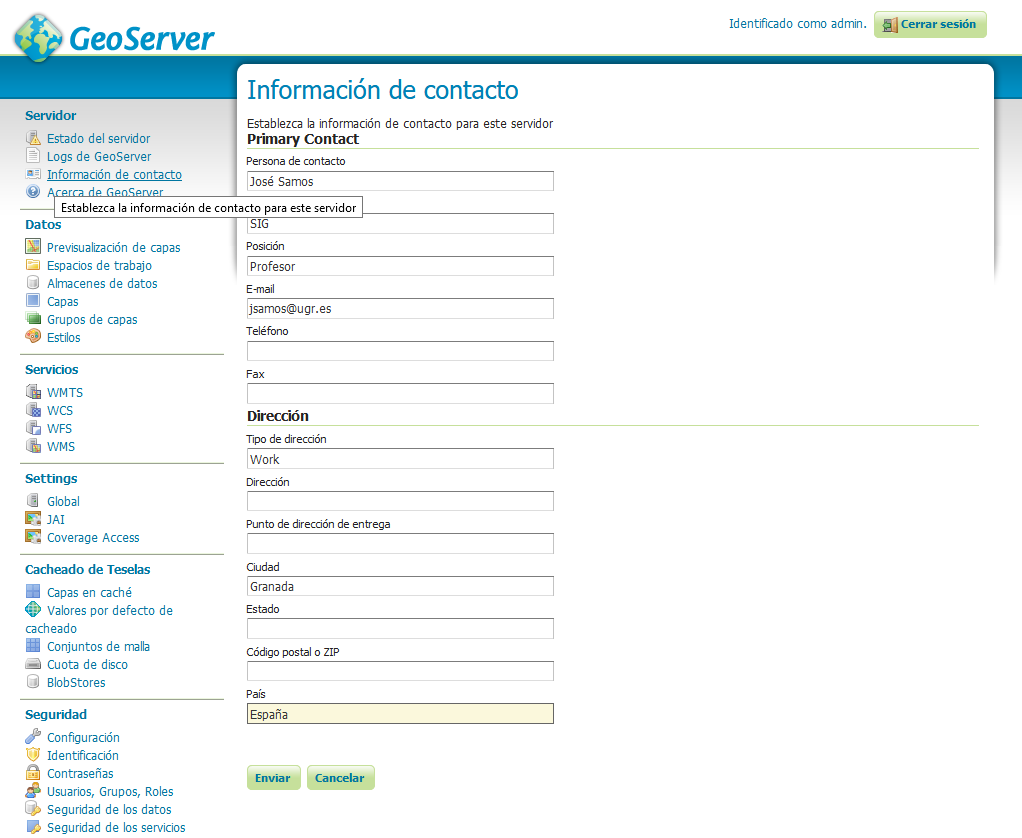 GeoServer
Identificado como admin.
Cerrar sesión
Servidor
Estado del servidor
Logs de GeoServer
Información de contacto
Acerca de GeoServer
Establezca la información de contacto para este servidor
Datos
Previsualización de capas
Espacios de trabajo
Almacenes de datos
Capas
Grupos de capas
Estilos
Servicios
WMTS
WCS
WFS
WMS
Settings
Global
JAI
Coverage Access
Cacheado de Teselas
Capas en caché
Valores por defecto de
cacheado
Conjuntos de malla
Cuota de disco
BlobStores
Seguridad
Configuración
Identificación
Contraseñas
Usuarios, Grupos, Roles
Seguridad de los datos
Seguridad de los servicios
Información de contacto
Establezca la información de contacto para este servidor
Primary Contact
Persona de contacto
José Samos
SIG
Posición
Profesor
E-mail
jsamos@ugr.es
Teléfono
Fax
Dirección
Tipo de dirección
Work
Dirección
Punto de dirección de entrega
Ciudad
Granada
Estado
Código postal o ZIP
País
España
Enviar
Cancelar